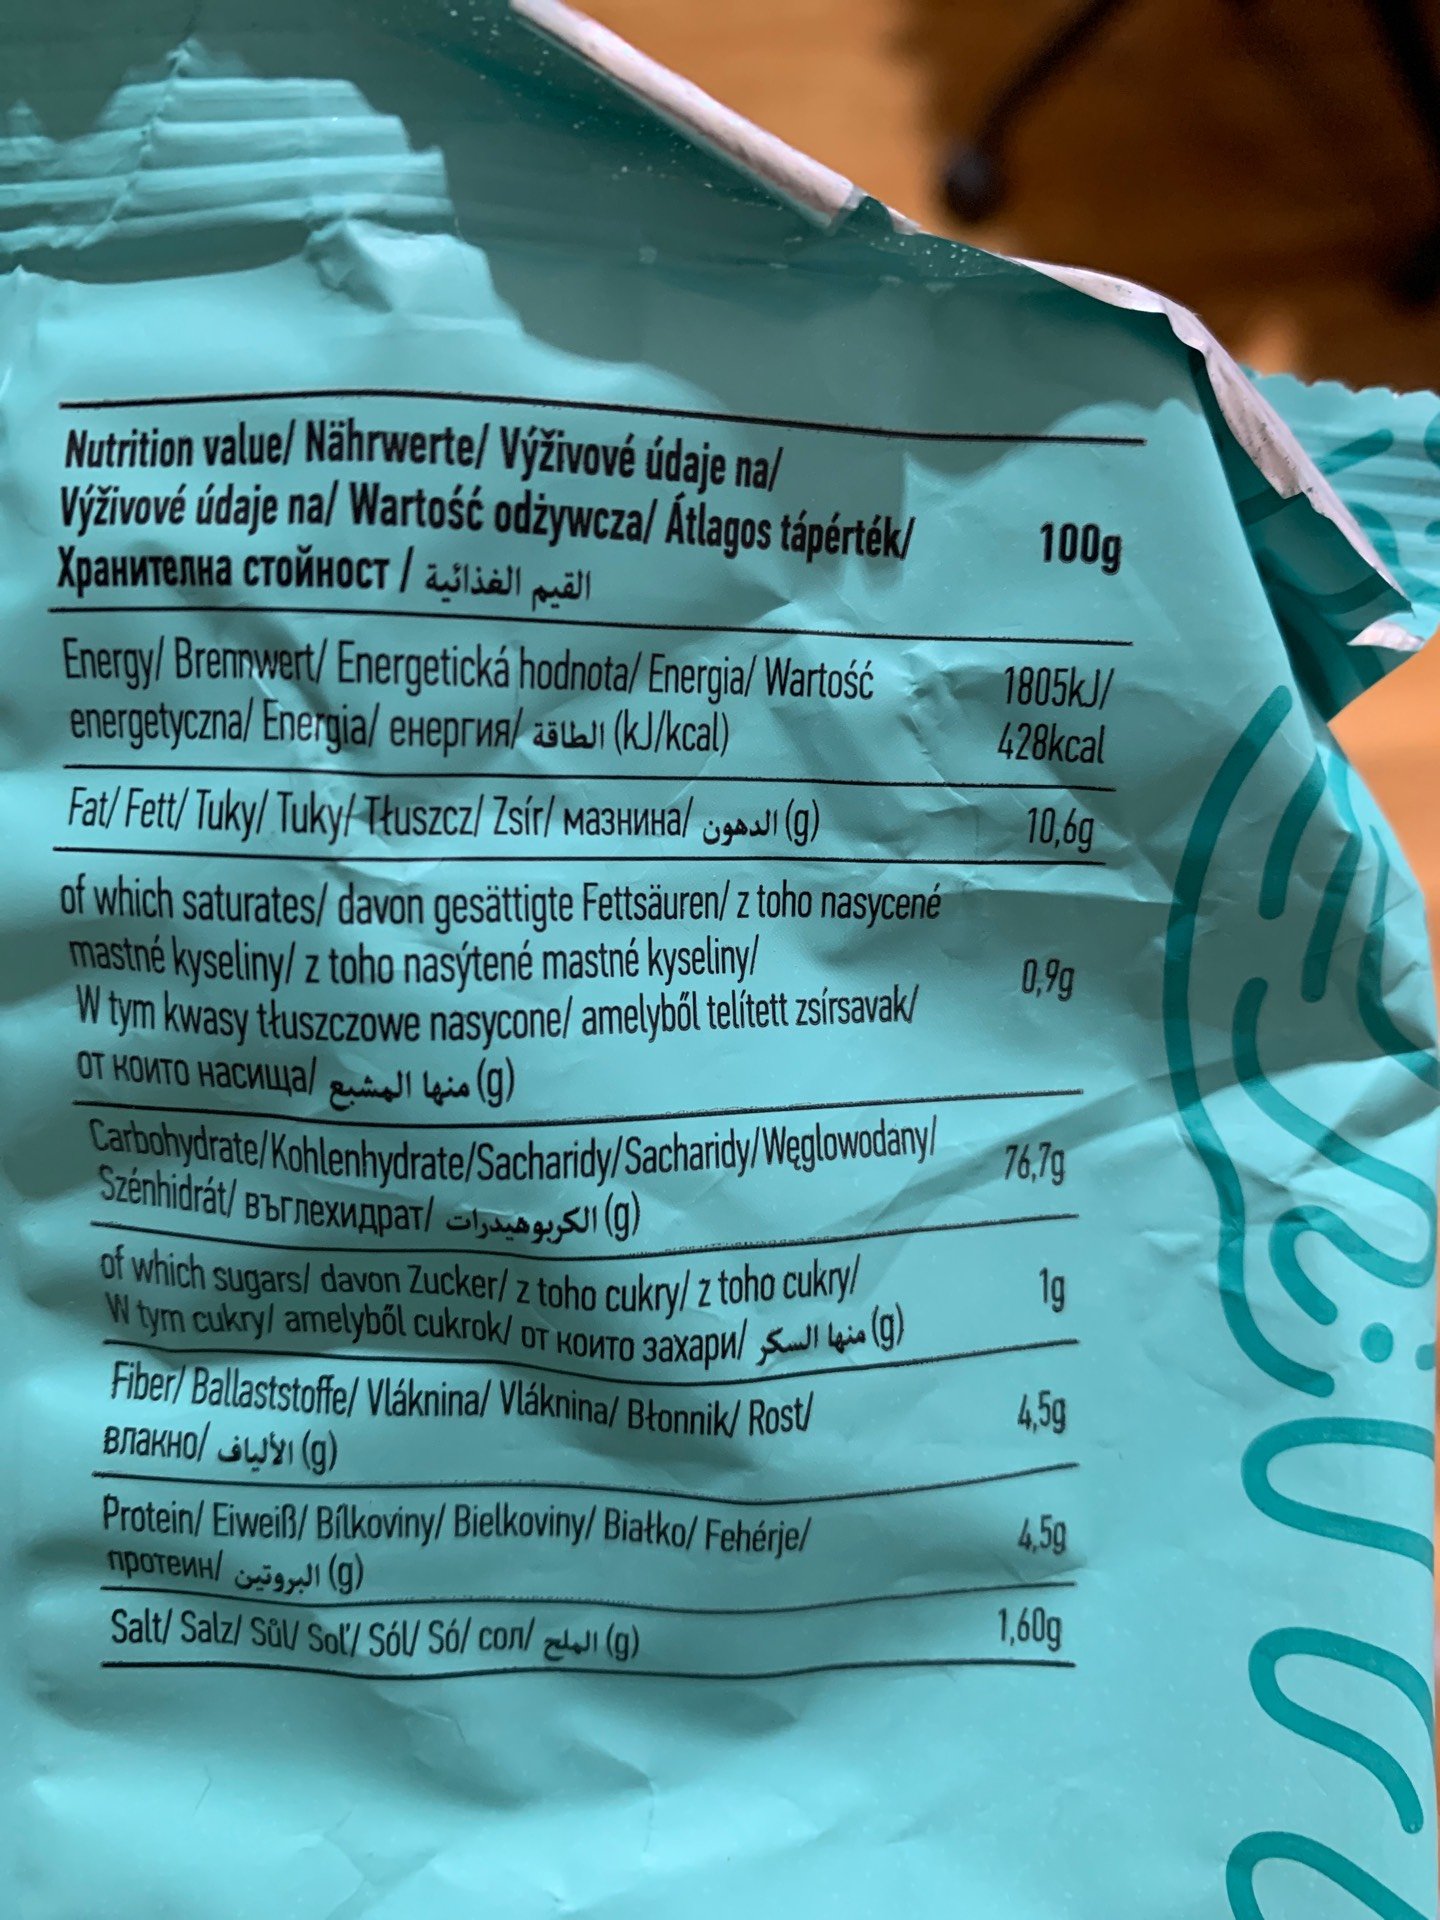 Nutrition value/ Nährwerte/ Výživové údaje na/
Výživové údaje na/ Wartość odżywcza/ Átlagos tápérték/
Хранителна стойност / القيم الغذائية
100g
Energy/ Brennwert/ Energetická hodnota/ Energia/ Wartość
energetyczna/ Energia/ енергия/ الطاقة (kJ/kcal)
1805kJ/
428kcal
Fat/ Fett/ Tuky/ Tuky/ Tłuszcz/ Zsír/ мазнина/ الدهون (g)
10,6g
of which saturates/ davon gesättigte Fettsäuren/ z toho nasycené
mastné kyseliny/ z toho nasýtené mastné kyseliny/
W tym kwasy tłuszczowe nasycone/ amelyből telített zsírsavak/
от които насища/ منها المشبع (g)
0,9g
Carbohydrate/Kohlenhydrate/Sacharidy/Sacharidy/Węglowodany/
Szénhidrát/ въглехидрат/ الكربوهيدرات (g)
76,7g
of which sugars/ davon Zucker/ z toho cukry/ z toho cukry/
W tym cukry/ amelyből cukrok/ от които захари/ منها السكر (g)
1g
Fiber/ Ballaststoffe/ Vláknina/ Vláknina/ Błonnik/ Rost/
влакно/ الألياف (g)
4,5g
Protein/ Eiweiß/ Bílkoviny/ Bielkoviny/ Białko/ Fehérje/
протеин/ البروتين (g)
4,5g
Salt/ Salz/ Sůl/ Soľ/ Sól/ Só/ сол/ الملح (g)
1,60g